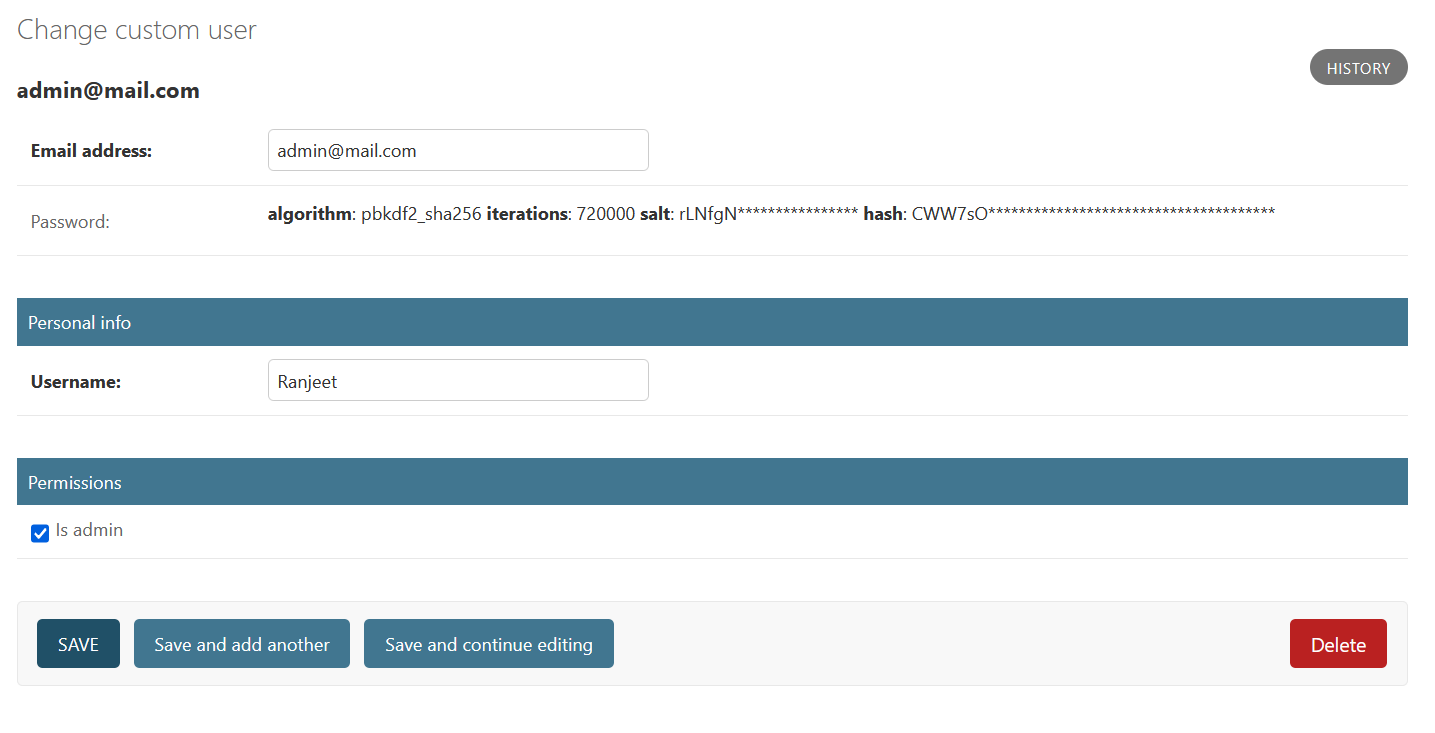 Change custom user
HISTORY
admin@mail.com
Email address: admin@mail.com
Password: algorithm: pbkdf2_sha256 iterations: 720000 salt: rLNfgN**************** hash: CWW7sO**************************************
Personal info
Username: Ranjeet
Permissions
Is admin
SAVE Save and add another Save and continue editing Delete